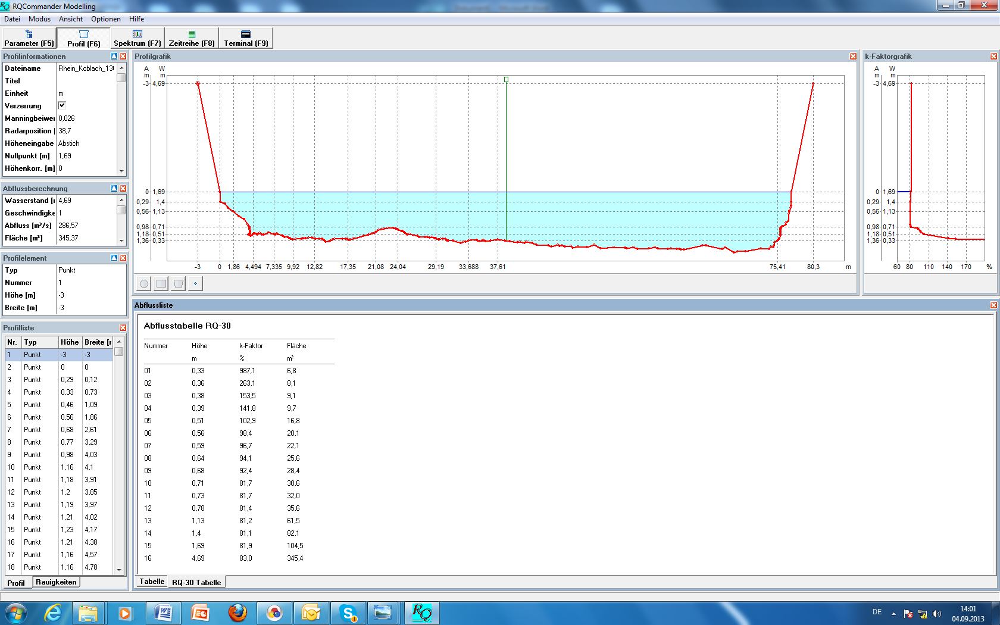 RQCommander Modelling
Datei Modus Ansicht Optionen Hilfe
Parameter (F5) Profil (F6) Spektrum (F7) Zeitreihe (F8) Terminal (F9)
Profilinformationen
Dateiname Rhein_Koblach_13
Titel
Einheit m
Verzerrung
Manningbeiwer 0,026
Radarposition 38,7
Höheneingabe Abstich
Nullpunkt [m] 1,69
Höhenkorr. [m] 0
Abflussberechnung
Wasserstand 4,69
Geschwindigke 1
Abfluss [m³/s] 286,57
Fläche [m²] 345,37
Profilelement
Typ Punkt
Nummer 1
Höhe [m] -3
Breite [m] -3
Profilliste
Nr. Typ Höhe Breite
1 Punkt -3 -3
2 Punkt 0 0
3 Punkt 0,29 0,12
4 Punkt 0,33 0,73
5 Punkt 0,46 1,09
6 Punkt 0,56 1,86
7 Punkt 0,68 2,61
8 Punkt 0,77 3,29
9 Punkt 0,98 4,03
10 Punkt 1,16 4,1
11 Punkt 1,18 3,91
12 Punkt 1,2 3,85
13 Punkt 1,19 3,97
14 Punkt 1,21 4,02
15 Punkt 1,23 4,17
16 Punkt 1,21 4,38
17 Punkt 1,16 4,57
18 Punkt 1,16 4,78
Profil Rauigkeiten
Profilgrafik
A W
m m
-3 4,69
0 1,69
0,29 1,4
0,56 1,13
0,98 0,71
1,18 0,51
1,36 0,33
-3 0 1,86 4,494 7,335 9,92 12,82 17,35 21,08 24,04 29,19 33,688 37,61 75,41 80,3 m
k-Faktorgrafik
A W
m m
-3 4,69
0 1,69
0,29 1,4
0,56 1,13
0,98 0,71
1,18 0,51
1,36 0,33
60 80 110 140 170 %
Abflussliste
Abflusstabelle RQ-30
Nummer Höhe k-Faktor Fläche
m % m²
01 0,33 987,1 6,8
02 0,36 263,1 8,1
03 0,38 153,5 9,1
04 0,39 141,8 9,7
05 0,51 102,9 16,8
06 0,56 98,4 20,1
07 0,59 96,7 22,1
08 0,64 94,1 25,6
09 0,68 92,4 28,4
10 0,71 81,7 30,6
11 0,73 81,7 32,0
12 0,78 81,4 35,6
13 1,13 81,2 61,5
14 1,4 81,1 82,1
15 1,69 81,9 104,5
16 4,69 83,0 345,4
Tabelle RQ-30 Tabelle
DE
14:01
04.09.2013